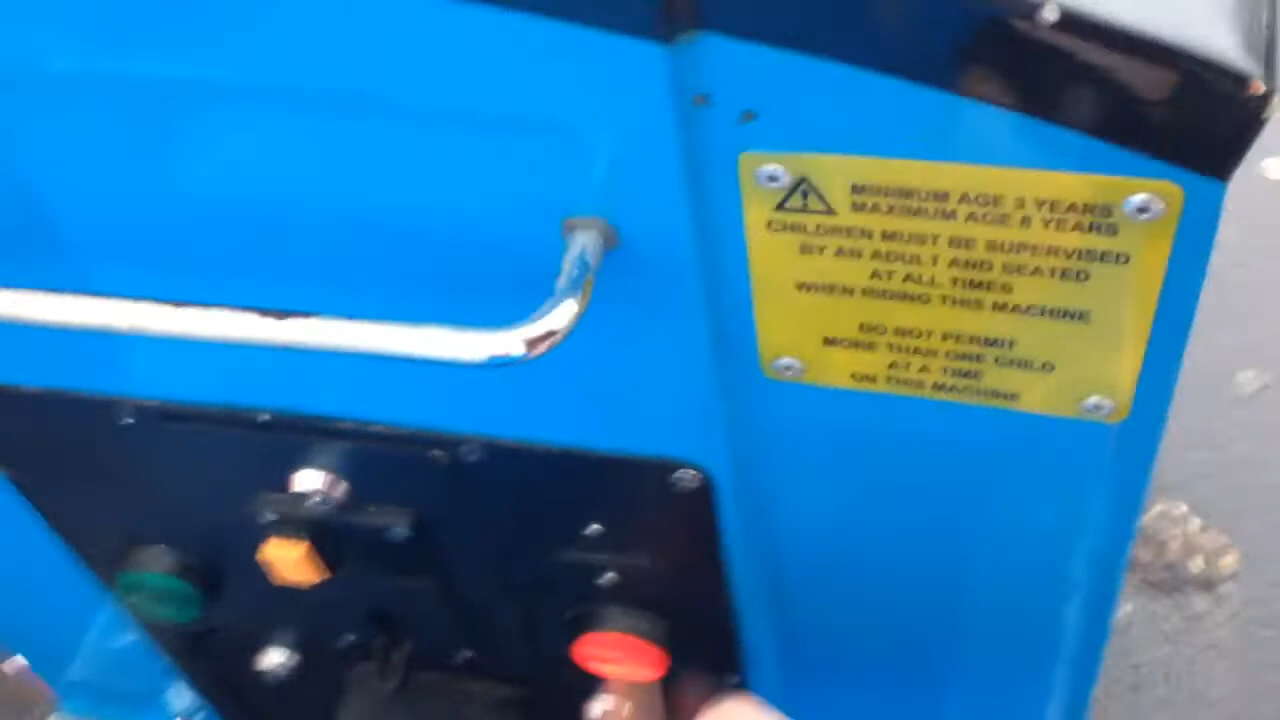 MINIMUM AGE 3 YEARS
MAXIMUM AGE 8 YEARS
CHILDREN MUST BE SUPERVISED
BY AN ADULT AND SEATED
AT ALL TIMES
WHEN RIDING THIS MACHINE
DO NOT PERMIT
MORE THAN ONE CHILD
AT A TIME
ON THIS MACHINE